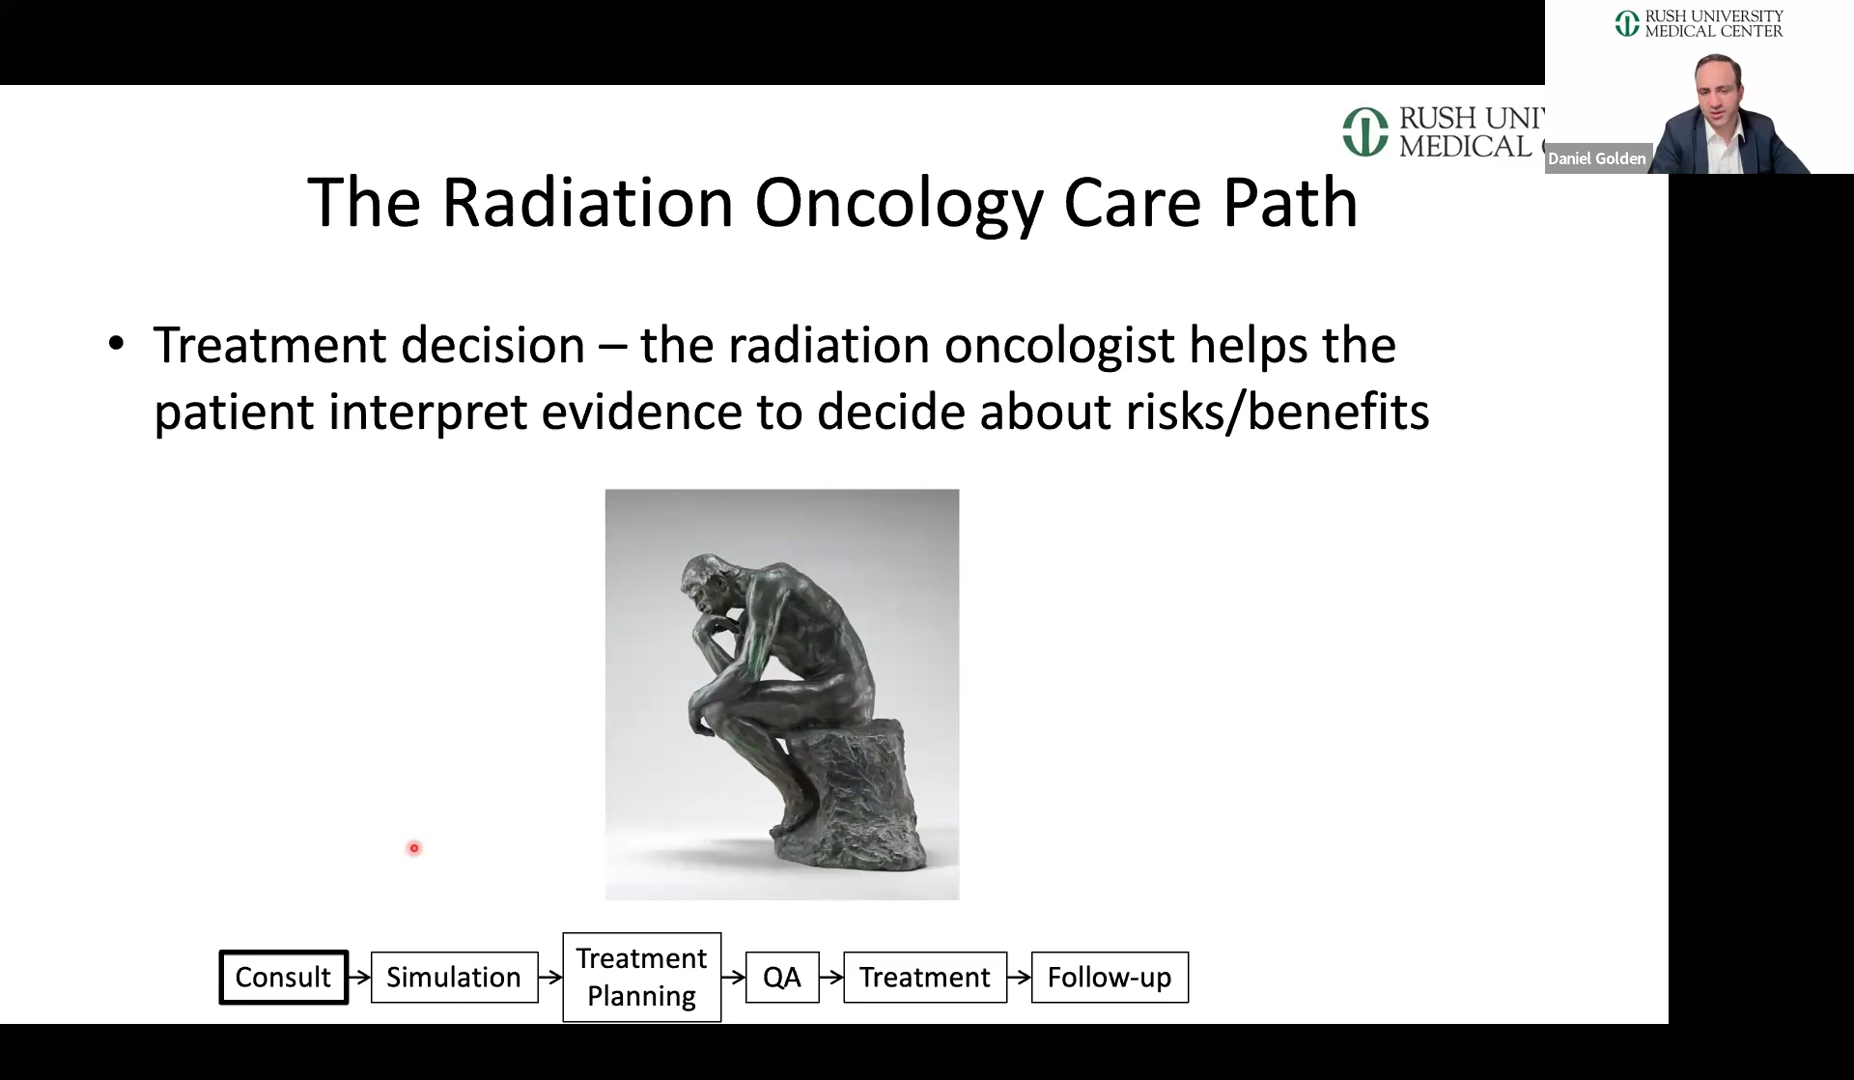 RUSH UNIVERSITY
MEDICAL CENTER
Daniel Golden
RUSH UNI
MEDICAL
The Radiation Oncology Care Path
• Treatment decision – the radiation oncologist helps the
patient interpret evidence to decide about risks/benefits
Consult
Simulation
Treatment
Planning
QA
Treatment
Follow-up